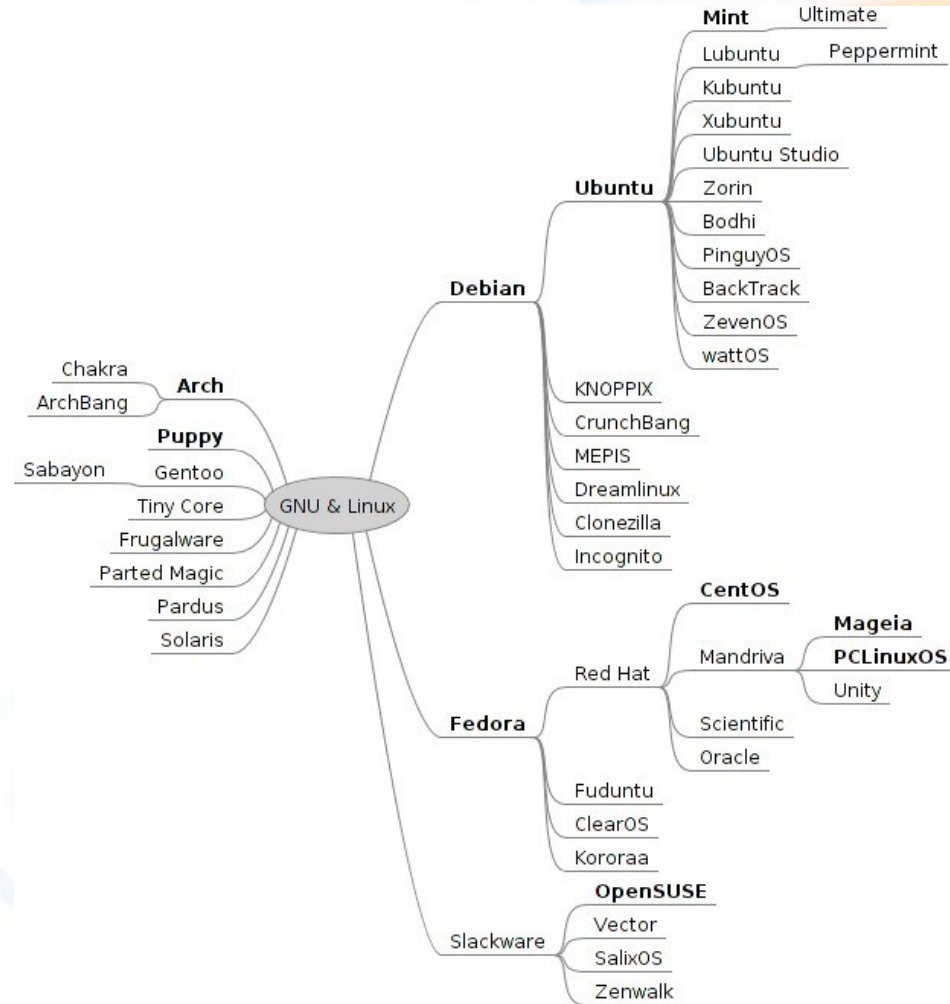 Mint
Ultimate
Lubuntu
Peppermint
Kubuntu
Xubuntu
Ubuntu Studio
Ubuntu
Zorin
Bodhi
PinguyOS
Debian
BackTrack
ZevenOS
wattOS
Chakra
Arch
ArchBang
KNOPPIX
CrunchBang
Puppy
MEPIS
Sabayon
Gentoo
Dreamlinux
Tiny Core
GNU & Linux
Clonezilla
Frugalware
Incognito
Parted Magic
CentOS
Pardus
Mageia
Solaris
Red Hat
Mandriva
PCLinuxOS
Unity
Fedora
Scientific
Oracle
Fuduntu
ClearOS
Kororaa
OpenSUSE
Vector
Slackware
SalixOS
Zenwalk